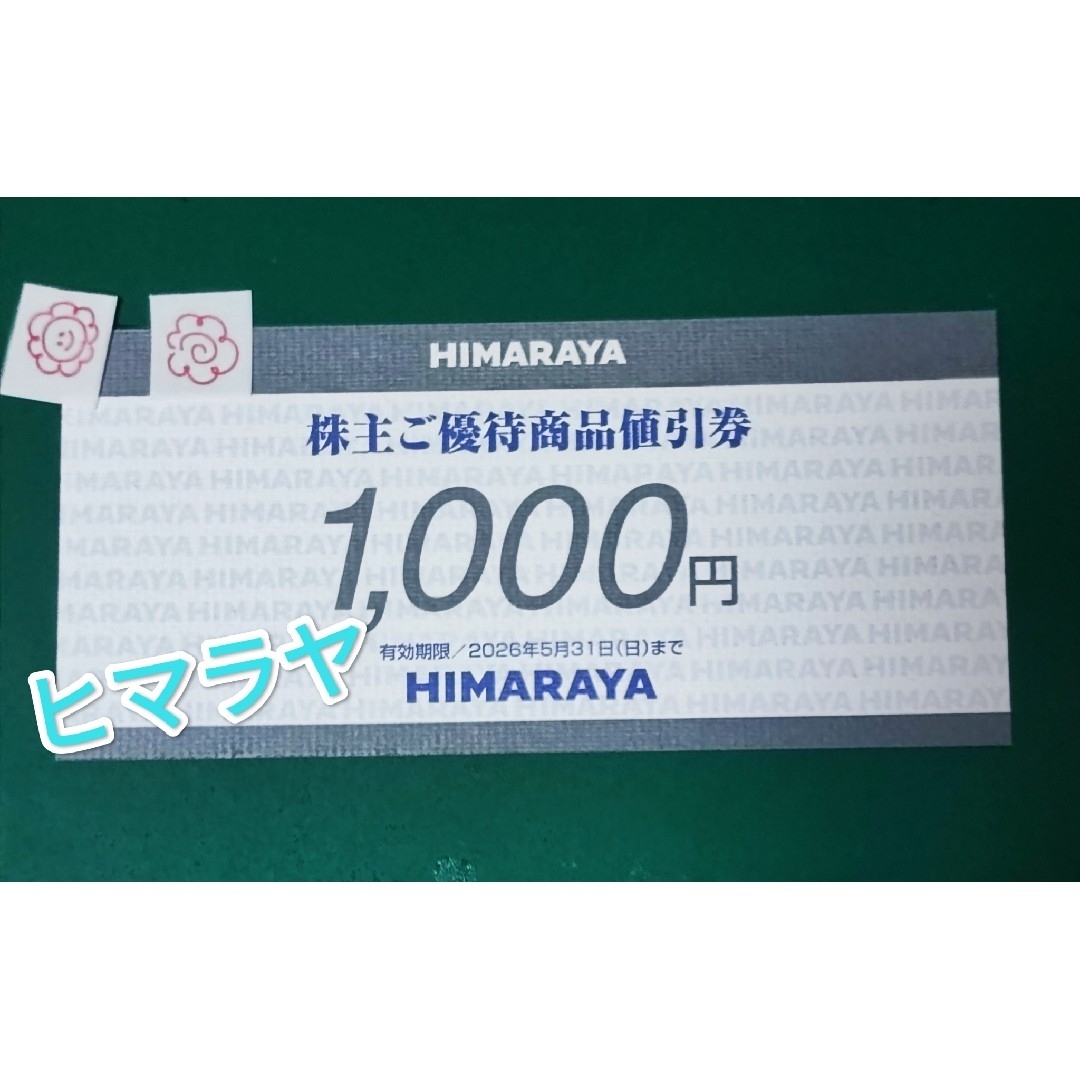 HIMARAYA
株主ご優待商品値引券
1,000円
有効期限/2026年5月31日(日)まで
HIMARAYA
ヒマラヤ